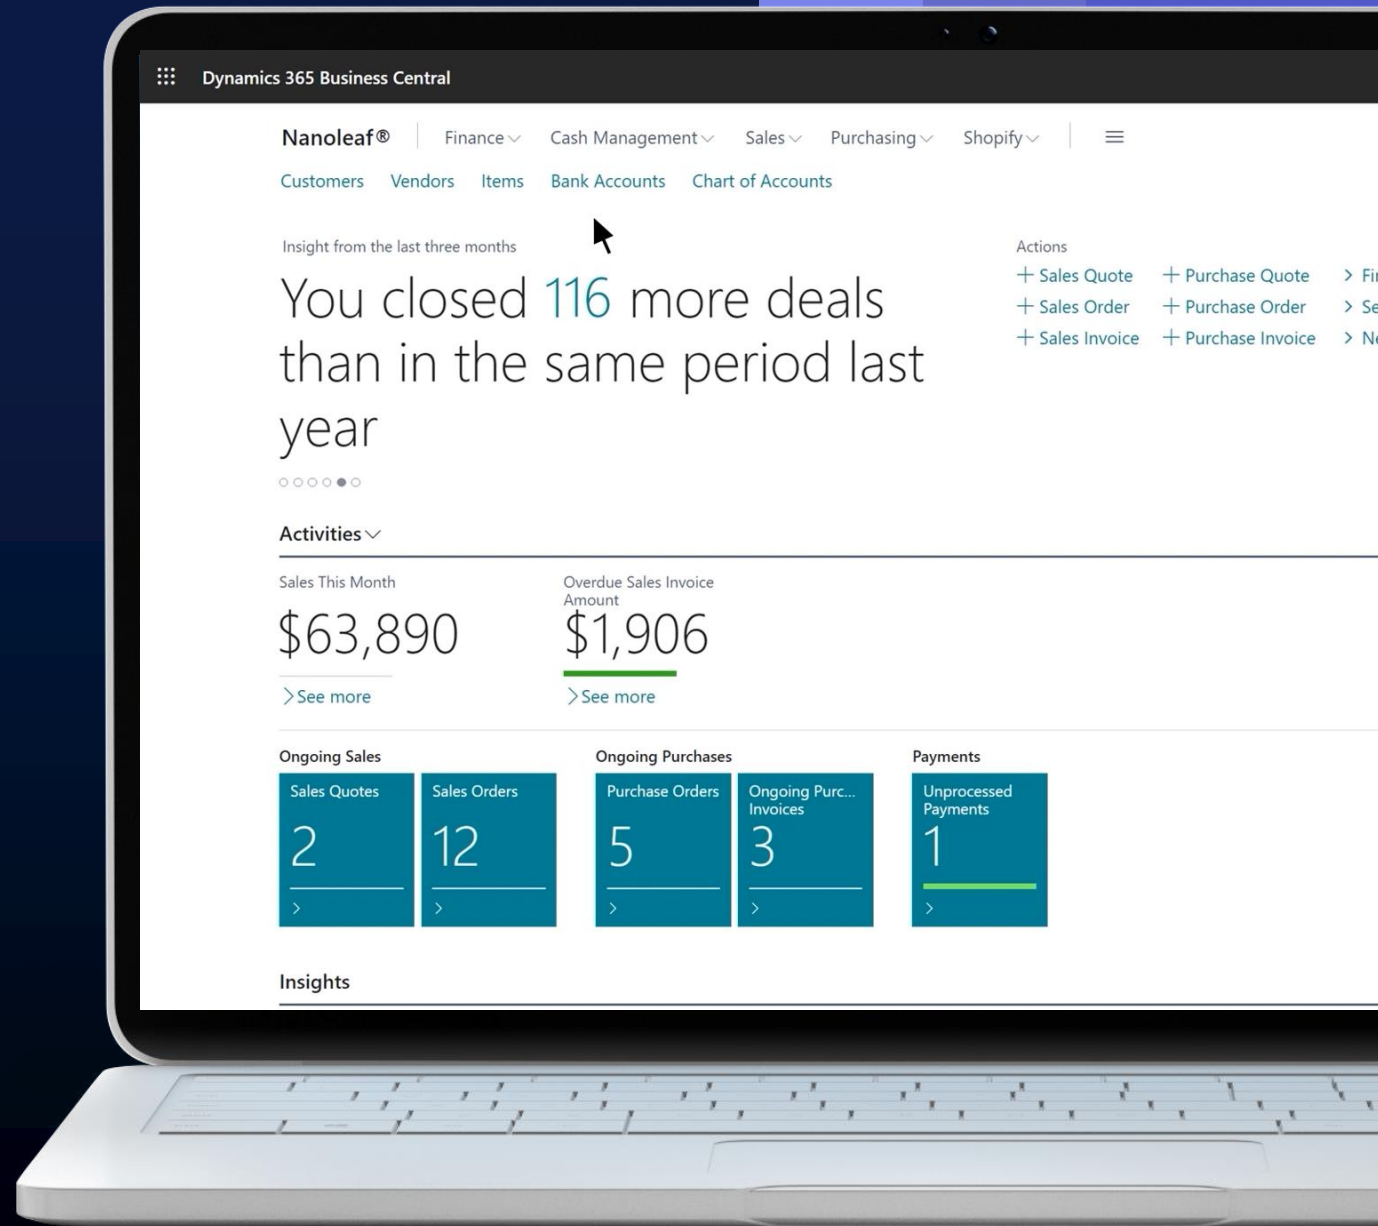 Dynamics 365 Business Central
Nanoleaf® Finance Cash Management Sales Purchasing Shopify
Customers Vendors Items Bank Accounts Chart of Accounts
Insight from the last three months
You closed 116 more deals
than in the same period last
year
Actions
+ Sales Quote + Purchase Quote
+ Sales Order + Purchase Order
+ Sales Invoice + Purchase Invoice
Activities
Sales This Month
$63,890
> See more
Overdue Sales Invoice
Amount
$1,906
> See more
Ongoing Sales
Sales Quotes
2
Sales Orders
12
Ongoing Purchases
Purchase Orders
5
Ongoing Purc...
Invoices
3
Payments
Unprocessed
Payments
1
Insights